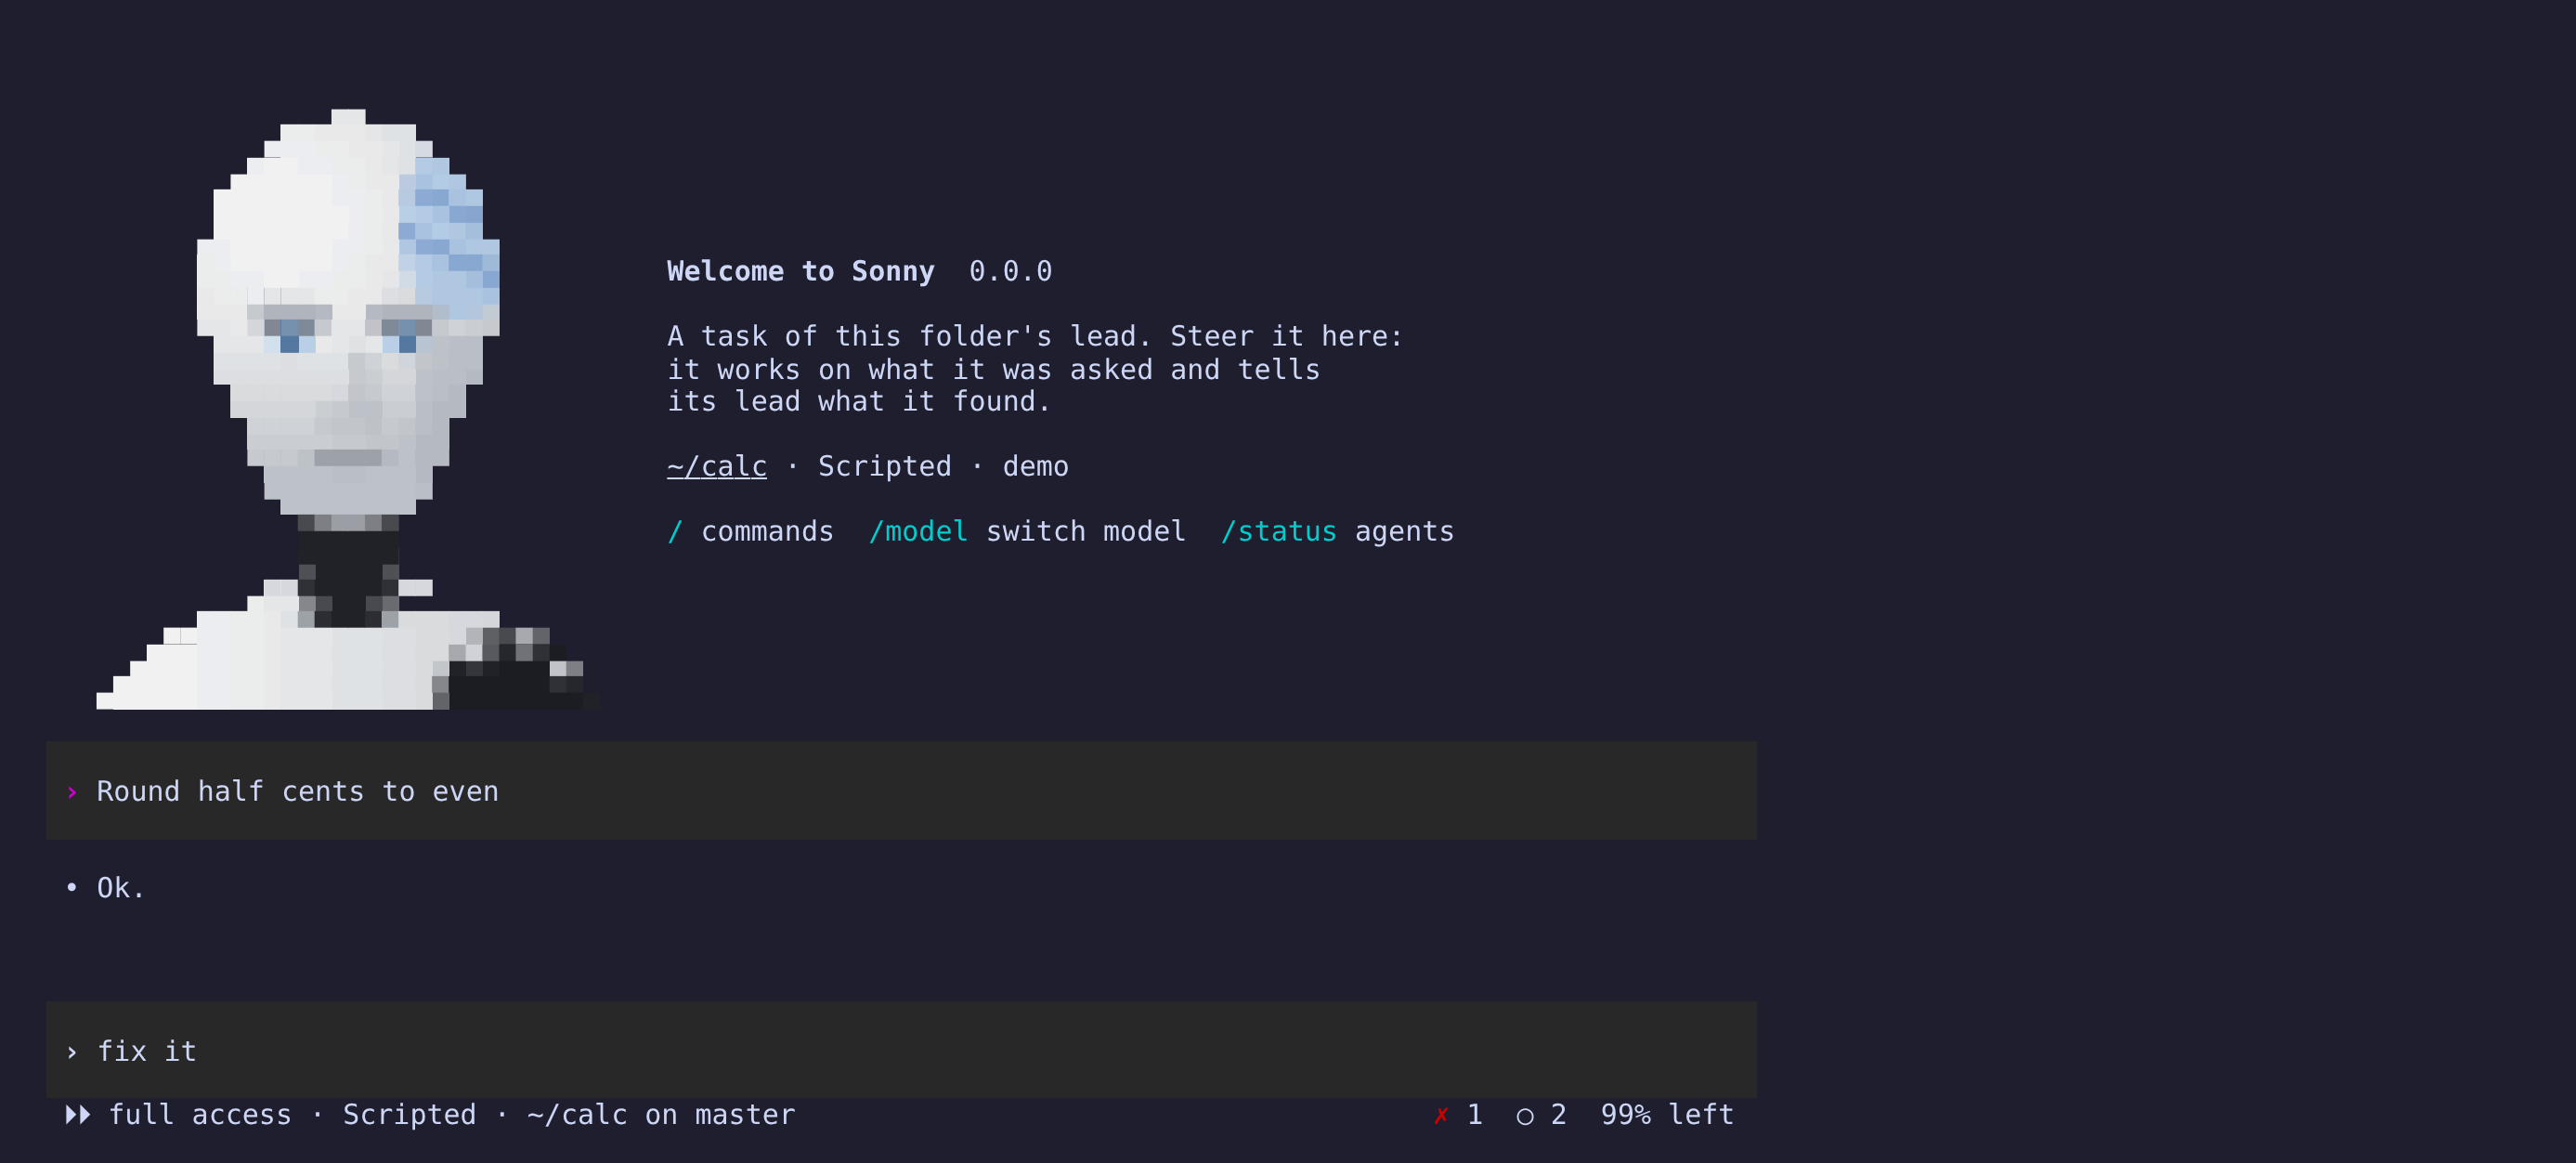 Welcome to Sonny  0.0.0
A task of this folder's lead. Steer it here:
it works on what it was asked and tells
its lead what it found.
~/calc · Scripted · demo
/ commands  /model switch model  /status agents
› Round half cents to even
• Ok.
› fix it
⏵⏵ full access · Scripted · ~/calc on master  ✗ 1  ○ 2  99% left